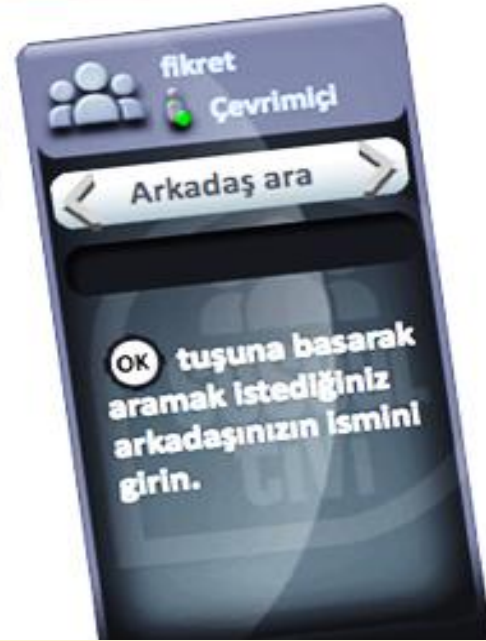 fikret
Çevrimiçi
Arkadaş ara
OK tuşuna basarak
aramak istediğiniz
arkadaşınızın ismini
girin.